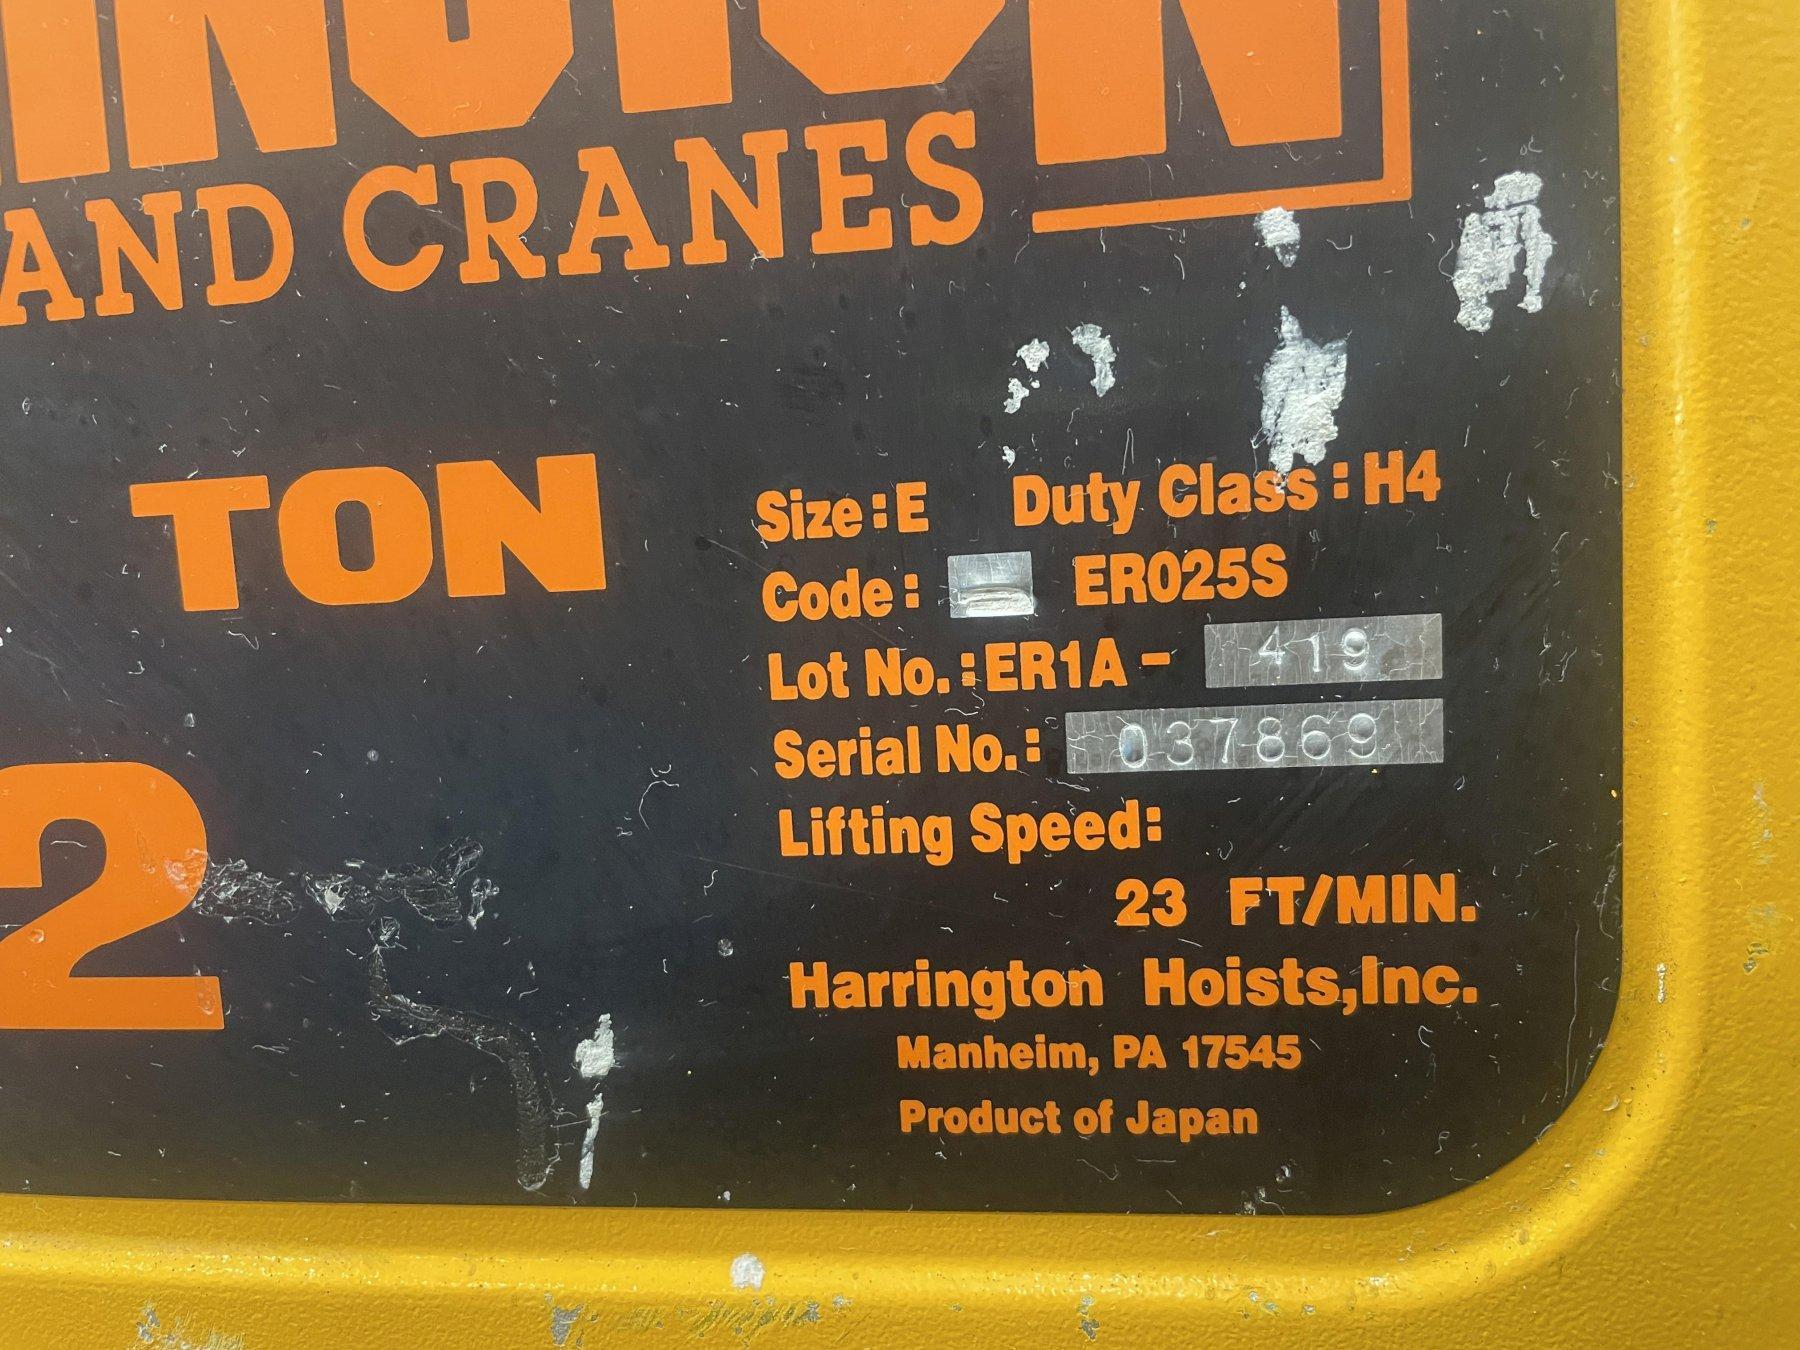 INGTON
AND CRANES
TON
2
Size:E Duty Class:H4
Code: - ER025S
Lot No.:ER1A- 419
Serial No.: 037869
Lifting Speed:
23 FT/MIN.
Harrington Hoists,Inc.
Manheim, PA 17545
Product of Japan